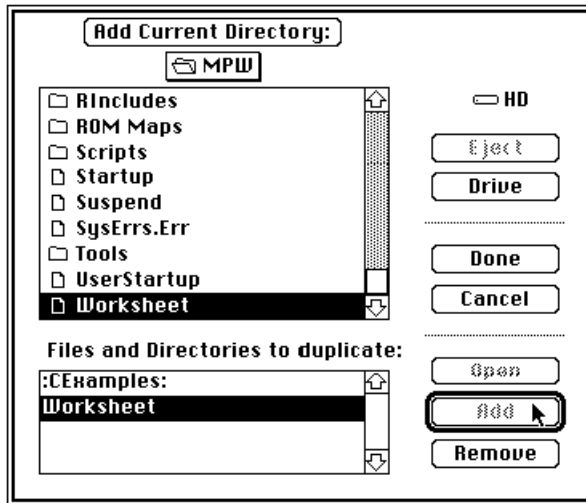 Add Current Directory:
MPW
RIncludes
ROM Maps
Scripts
Startup
Suspend
SysErrs.Err
Tools
UserStartup
Worksheet
HD
Eject
Drive
Done
Cancel
Files and Directories to duplicate:
:CExamples:
Worksheet
Open
Add
Remove